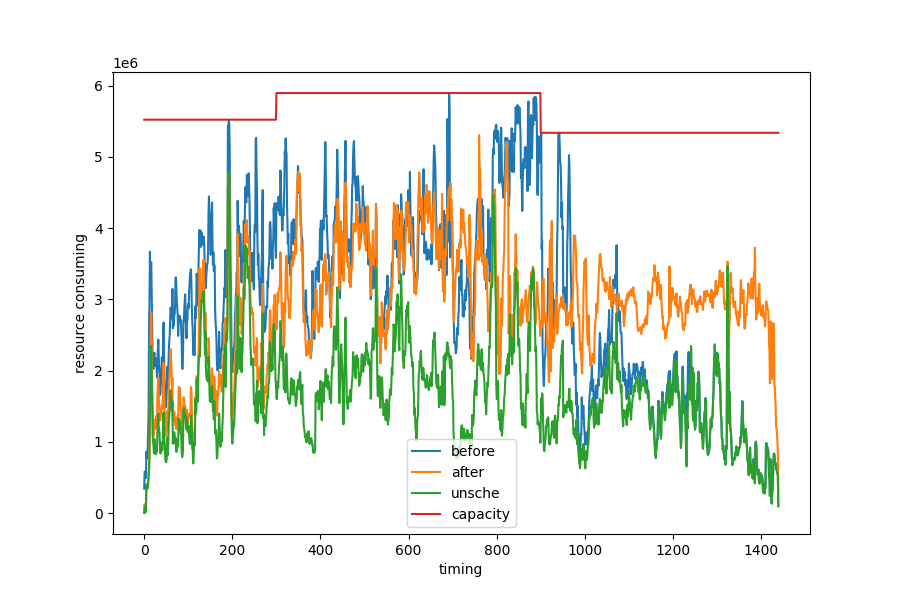 1e6
6
5
4
3
2
1
0
resource consuming
before
after
unsche
capacity
0 200 400 600 800 1000 1200 1400
timing